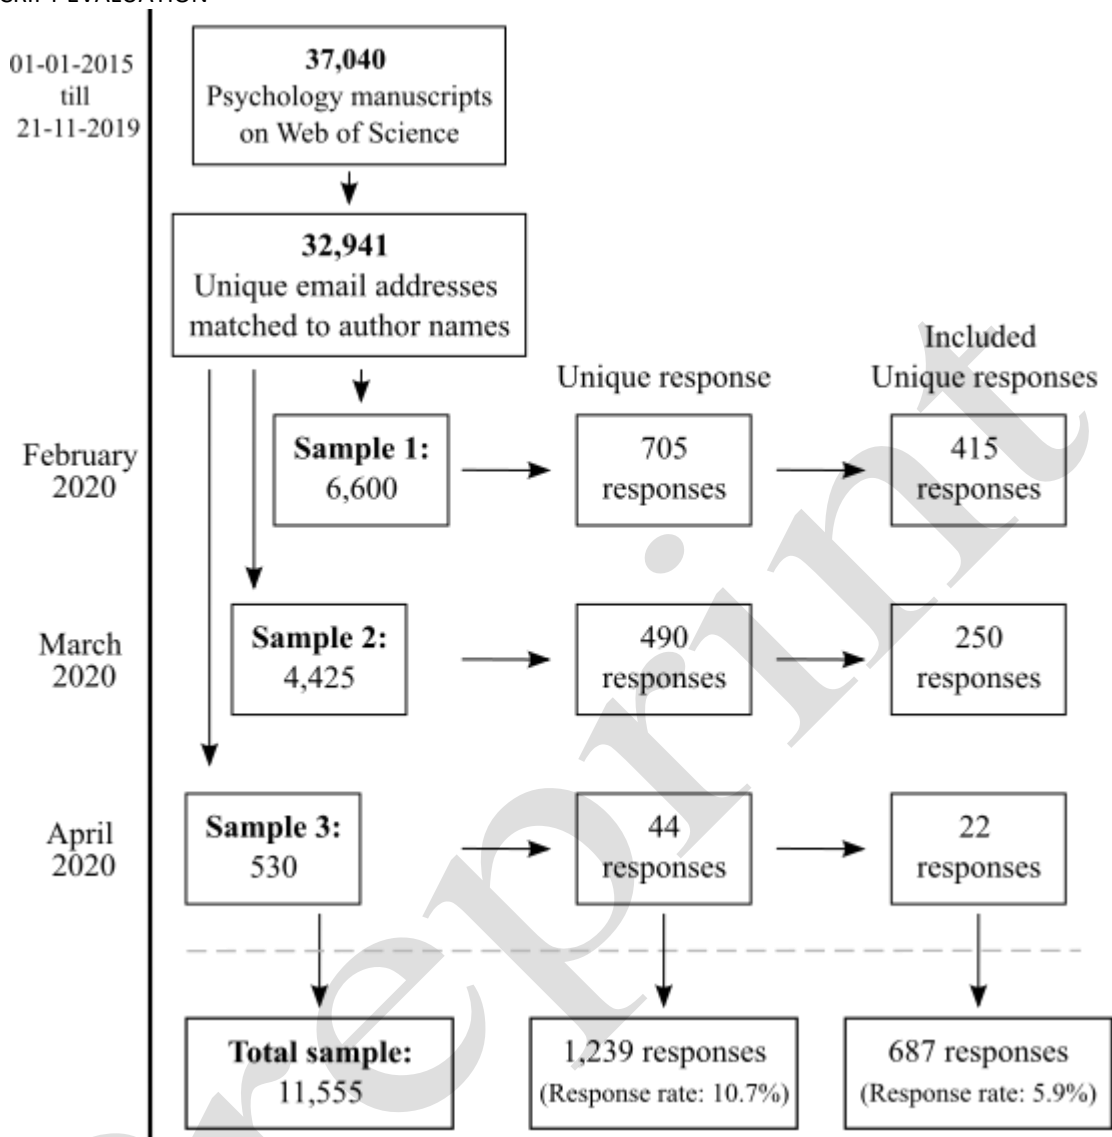 01-01-2015
till
21-11-2019
37,040
Psychology manuscripts
on Web of Science
32,941
Unique email addresses
matched to author names
Unique response
Included
Unique responses
February
2020
Sample 1:
6,600
705
responses
415
responses
March
2020
Sample 2:
4,425
490
responses
250
responses
April
2020
Sample 3:
530
44
responses
22
responses
Total sample:
11,555
1,239 responses
(Response rate: 10.7%)
687 responses
(Response rate: 5.9%)